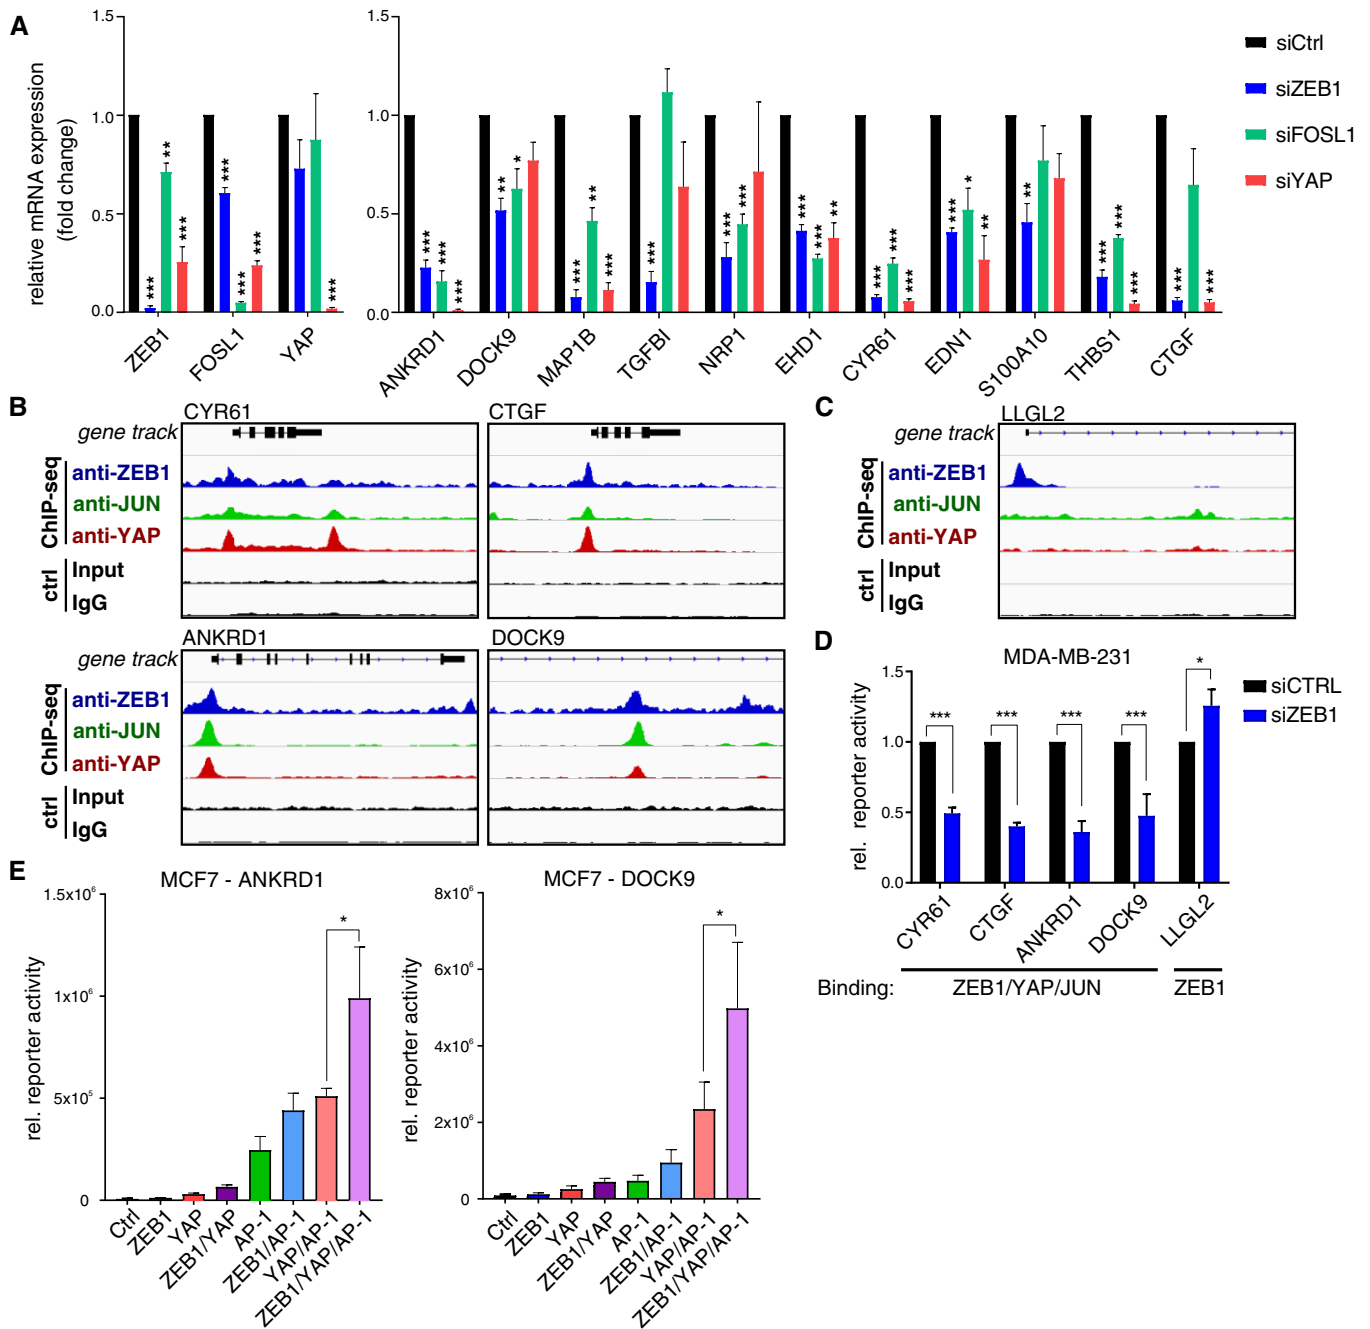 A
1.5
1.0
0.5
0.0
relative mRNA expression
(fold change)
*** ** ***
*** *** ***
***
ZEB1
FOSL1
YAP
1.5
1.0
0.5
0.0
*** *** ***
** *
*** ** ***
***
*** ***
*** *** **
*** *** ***
*** * **
**
*** *** ***
*** ***
ANKRD1
DOCK9
MAP1B
TGFBI
NRP1
EHD1
CYR61
EDN1
S100A10
THBS1
CTGF
siCtrl
siZEB1
siFOSL1
siYAP
B
CYR61
CTGF
gene track
ChIP-seq
anti-ZEB1
anti-JUN
anti-YAP
ctrl
Input
IgG
ANKRD1
DOCK9
gene track
ChIP-seq
anti-ZEB1
anti-JUN
anti-YAP
ctrl
Input
IgG
C
LLGL2
gene track
ChIP-seq
anti-ZEB1
anti-JUN
anti-YAP
ctrl
Input
IgG
D
MDA-MB-231
rel. reporter activity
1.5
1.0
0.5
0.0
***
***
***
***
*
siCTRL
siZEB1
CYR61
CTGF
ANKRD1
DOCK9
LLGL2
Binding:
ZEB1/YAP/JUN
ZEB1
E
MCF7 - ANKRD1
rel. reporter activity
1.5x10⁶
1x10⁶
5x10⁵
0
*
Ctrl
ZEB1
YAP
ZEB1/YAP
AP-1
ZEB1/AP-1
YAP/AP-1
ZEB1/YAP/AP-1
MCF7 - DOCK9
rel. reporter activity
8x10⁶
6x10⁶
4x10⁶
2x10⁶
0
*
Ctrl
ZEB1
YAP
ZEB1/YAP
AP-1
ZEB1/AP-1
YAP/AP-1
ZEB1/YAP/AP-1